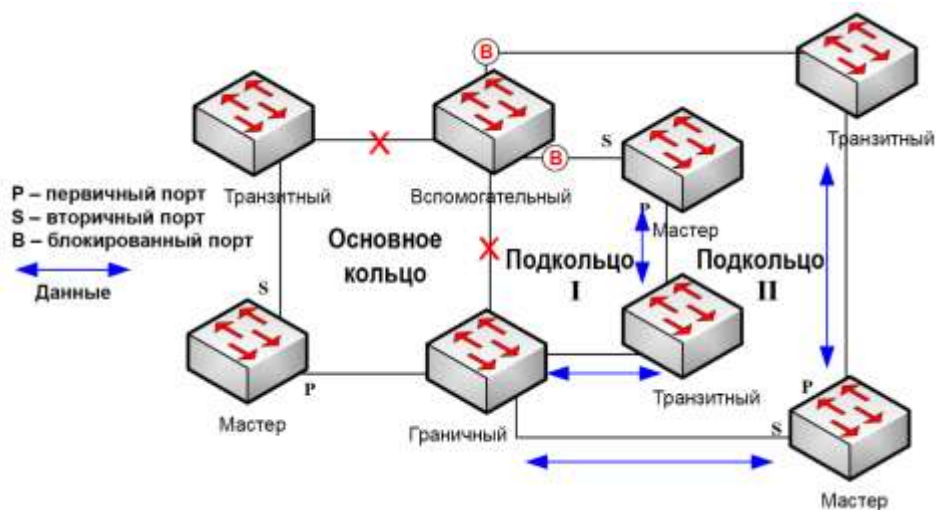 B
Транзитный
S
B
Транзитный
Вспомогательный
P
Мастер
P – первичный порт
S – вторичный порт
B – блокированный порт
Данные
Основное
кольцо
Подкольцо
I
Подкольцо
II
S
P
Мастер
Граничный
Транзитный
P
S
Мастер